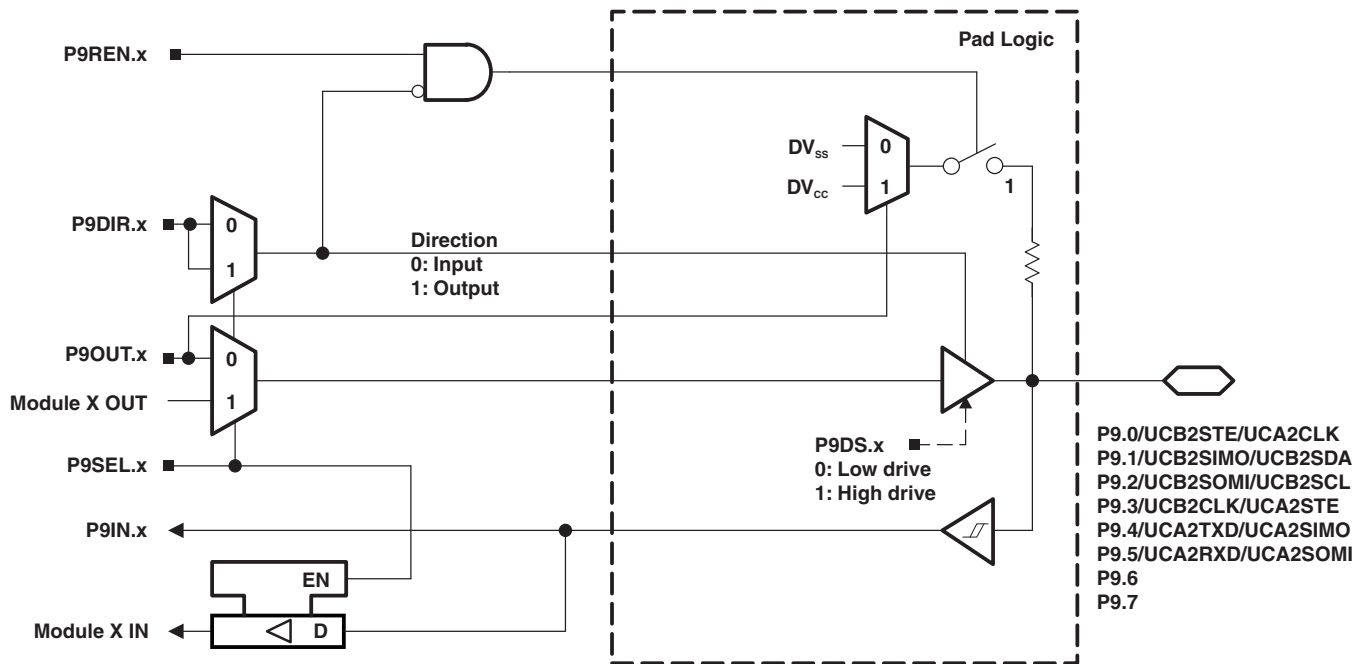 Pad Logic
P9REN.x
DVss
0
DVcc
1
1
P9DIR.x
0
1
Direction
0: Input
1: Output
P9OUT.x
0
Module X OUT
1
P9DS.x
0: Low drive
1: High drive
P9SEL.x
P9IN.x
EN
Module X IN
D
P9.0/UCB2STE/UCA2CLK
P9.1/UCB2SIMO/UCB2SDA
P9.2/UCB2SOMI/UCB2SCL
P9.3/UCB2CLK/UCA2STE
P9.4/UCA2TXD/UCA2SIMO
P9.5/UCA2RXD/UCA2SOMI
P9.6
P9.7